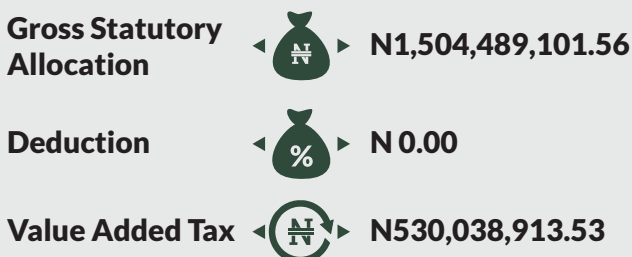 Gross Statutory
Allocation
₦
N1,504,489,101.56
Deduction
%
N 0.00
Value Added Tax
₦
N530,038,913.53